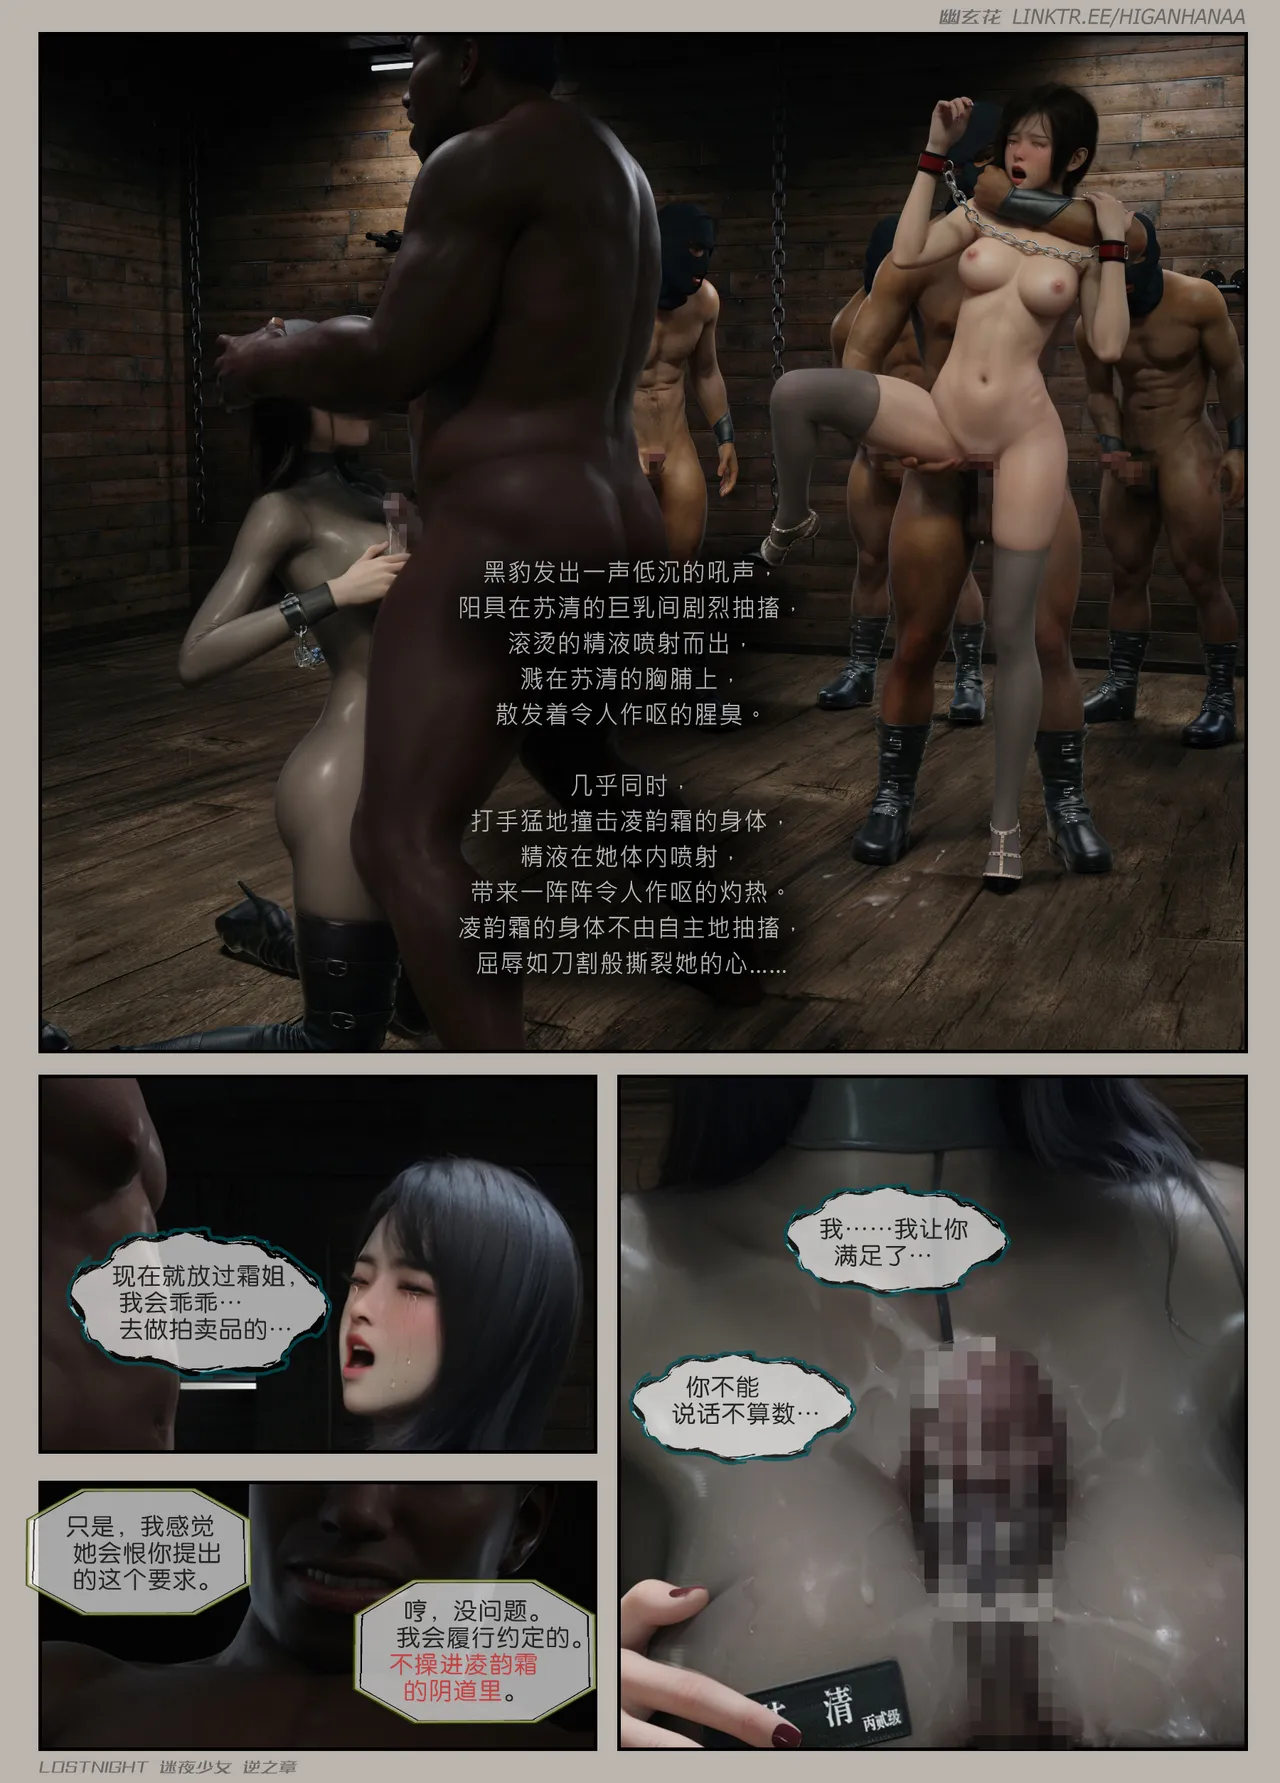 幽玄花 LINKTR.EE/HIGANHANAA
黑豹发出一声低沉的吼声，
阳具在苏清的巨乳间剧烈抽搐，
滚烫的精液喷射而出，
溅在苏清的胸脯上，
散发着令人作呕的腥臭。
几乎同时，
打手猛地撞击凌韵霜的身体，
精液在她体内喷射，
带来一阵阵令人作呕的灼热。
凌韵霜的身体不由自主地抽搐，
屈辱如刀割般撕裂她的心……
现在就放过霜姐，
我会乖乖…
去做拍卖品的…
我……我让你
满足了…
你不能
说话不算数…
只是，我感觉
她会恨你提出
的这个要求。
哼，没问题。
我会履行约定的。
不操进凌韵霜
的阴道里。
清
丙贰级
LOSTNIGHT 迷夜少女 逆之章